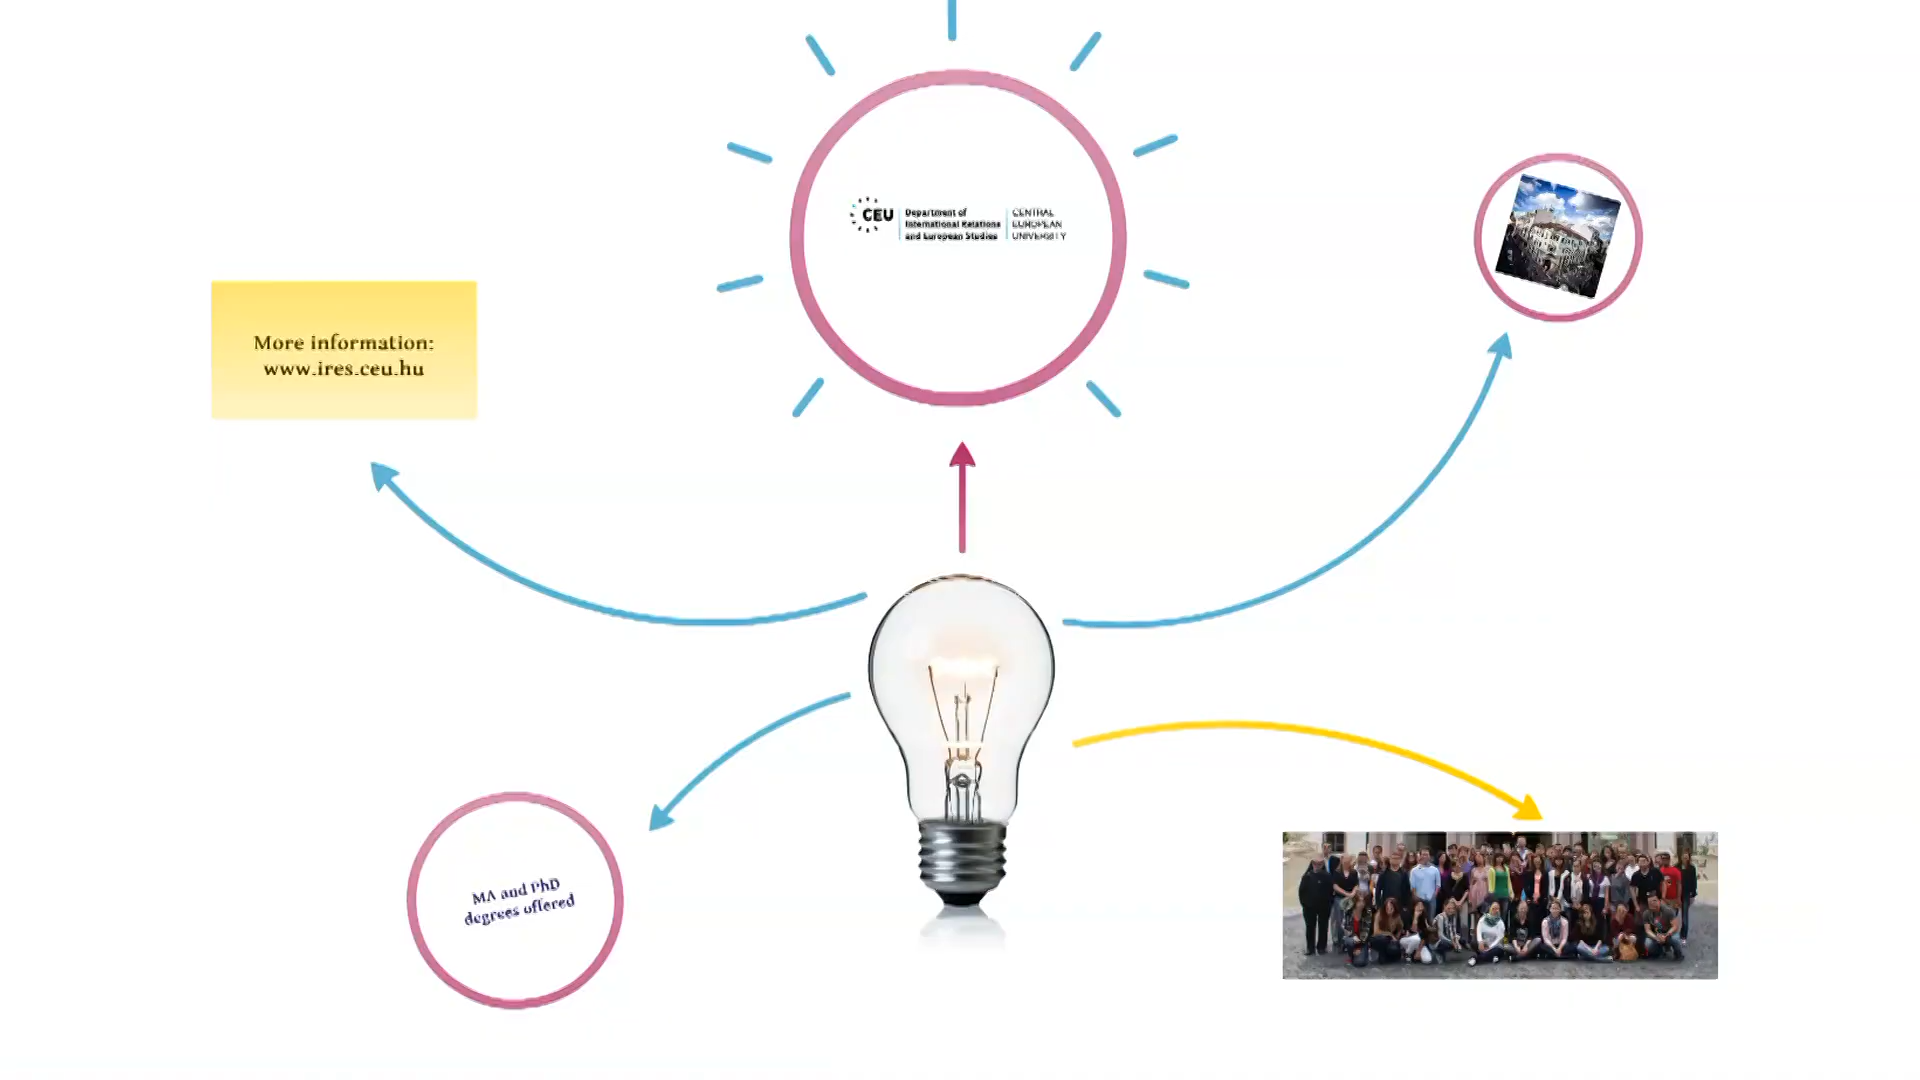 CEU
Department of
International Relations
and European Studies
CENTRAL
EUROPEAN
UNIVERSITY
More information:
www.ires.ceu.hu
MA and PhD
degrees offered